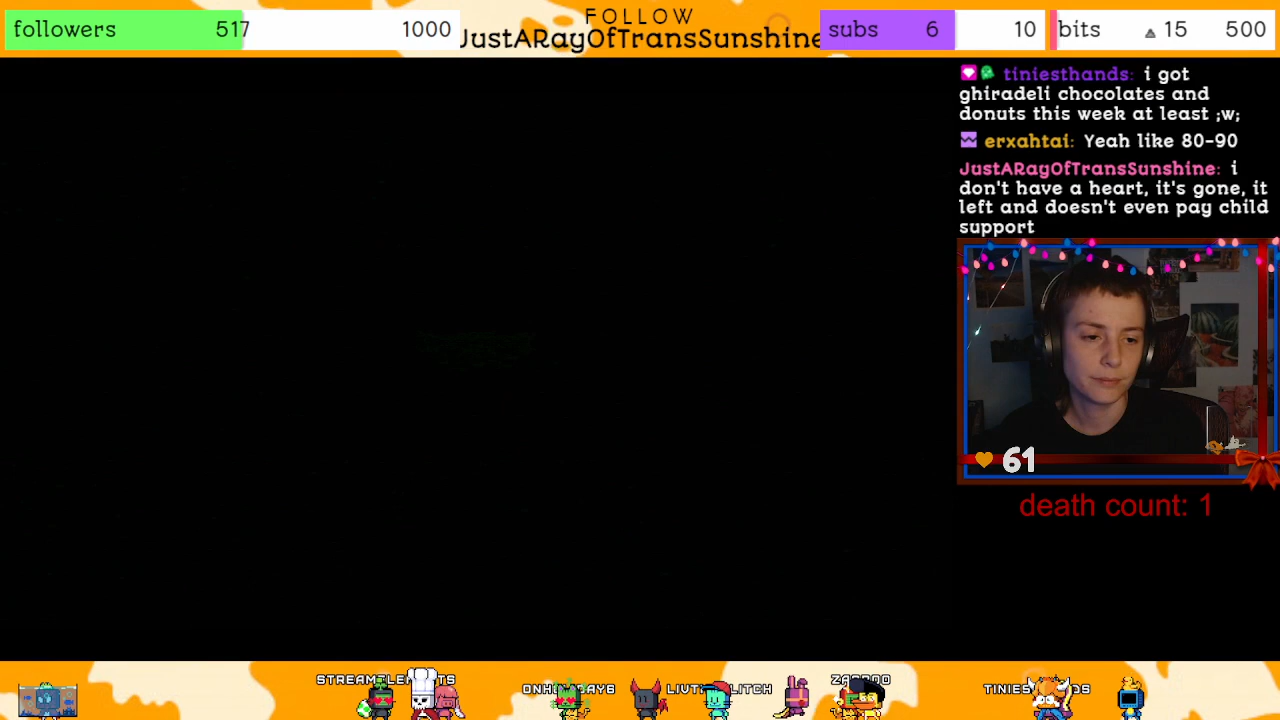 followers 517 1000
FOLLOW
JustARayOfTransSunshine
subs 6 10
bits 15 500
tiniesthands: i got
ghiradeli chocolates and
donuts this week at least ;w;
erxahtai: Yeah like 80-90
JustARayOfTransSunshine: i
don't have a heart, it's gone, it
left and doesn't even pay child
support
61
death count: 1